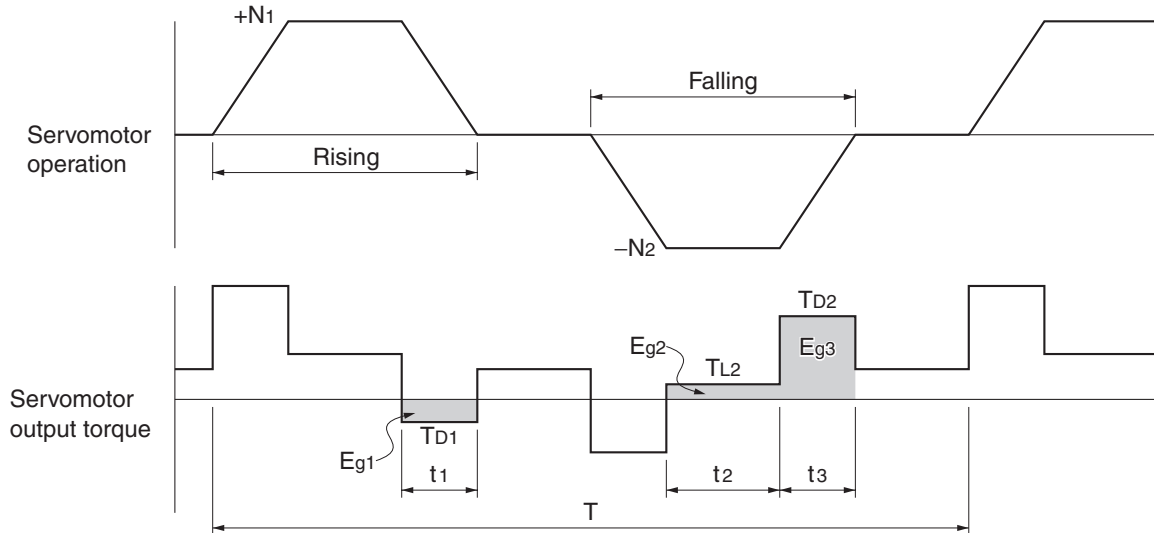 +N1
Falling
Servomotor
operation
Rising
–N2
TD2
Eg2
TL2
Eg3
Servomotor
output torque
TD1
Eg1
t1
t2
t3
T